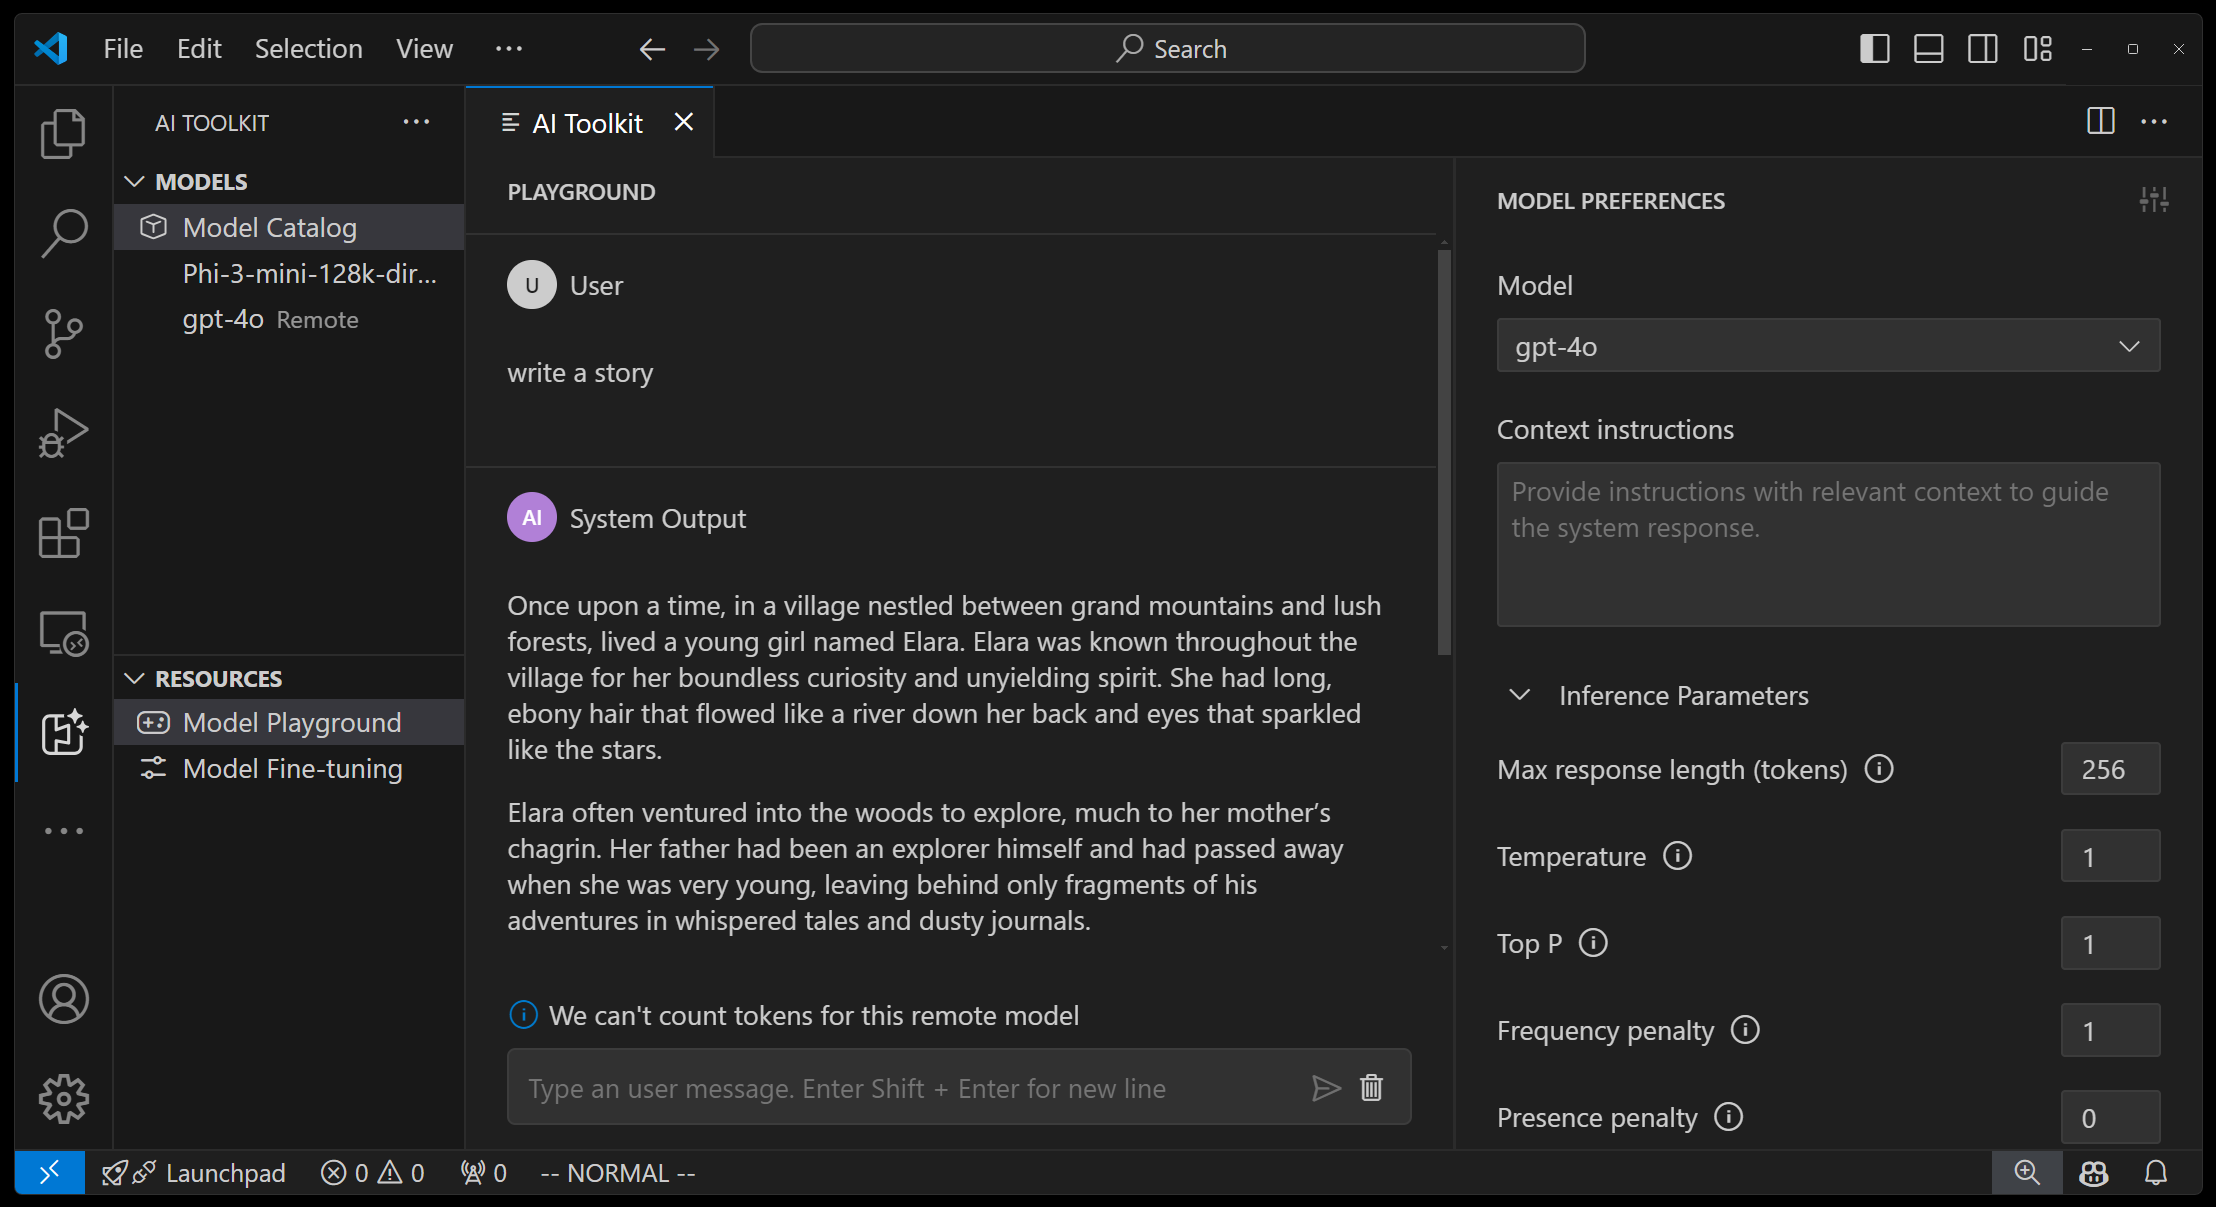 File Edit Selection View ··· Search
AI TOOLKIT ···
MODELS
Model Catalog
Phi-3-mini-128k-dir...
gpt-4o Remote
RESOURCES
Model Playground
Model Fine-tuning
AI Toolkit
PLAYGROUND
U User
write a story
AI System Output
Once upon a time, in a village nestled between grand mountains and lush
forests, lived a young girl named Elara. Elara was known throughout the
village for her boundless curiosity and unyielding spirit. She had long,
ebony hair that flowed like a river down her back and eyes that sparkled
like the stars.
Elara often ventured into the woods to explore, much to her mother’s
chagrin. Her father had been an explorer himself and had passed away
when she was very young, leaving behind only fragments of his
adventures in whispered tales and dusty journals.
We can't count tokens for this remote model
Type an user message. Enter Shift + Enter for new line
MODEL PREFERENCES
Model
gpt-4o
Context instructions
Provide instructions with relevant context to guide
the system response.
Inference Parameters
Max response length (tokens) 256
Temperature 1
Top P 1
Frequency penalty 1
Presence penalty 0
Launchpad 0 0 0 -- NORMAL --